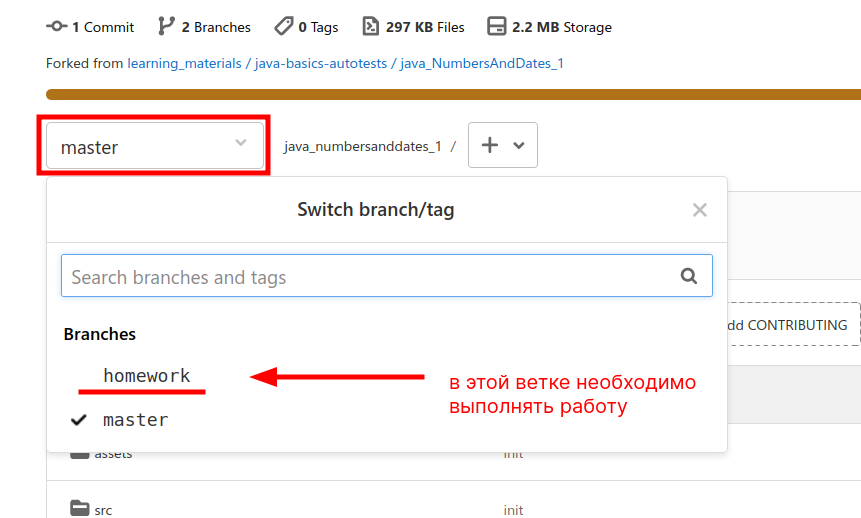 1 Commit 2 Branches 0 Tags 297 KB Files 2.2 MB Storage
Forked from learning_materials / java-basics-autotests / java_NumbersAndDates_1
master java_numbersanddates_1 /
Switch branch/tag
Search branches and tags
dd CONTRIBUTING
Branches
homework
в этой ветке необходимо
выполнять работу
master
assets init
src init